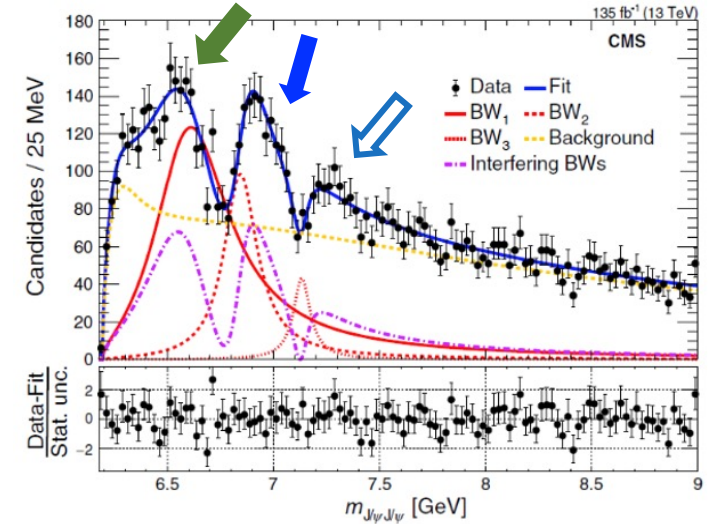 135 fb⁻¹ (13 TeV)
CMS
Candidates / 25 MeV
180
160
140
120
100
80
60
40
20
0
Data
Fit
BW₁
BW₂
BW₃
Background
Interfering BWs
Data-Fit
Stat. unc.
2
0
−2
6.5 7 7.5 8 8.5 9
m_J/ψJ/ψ [GeV]